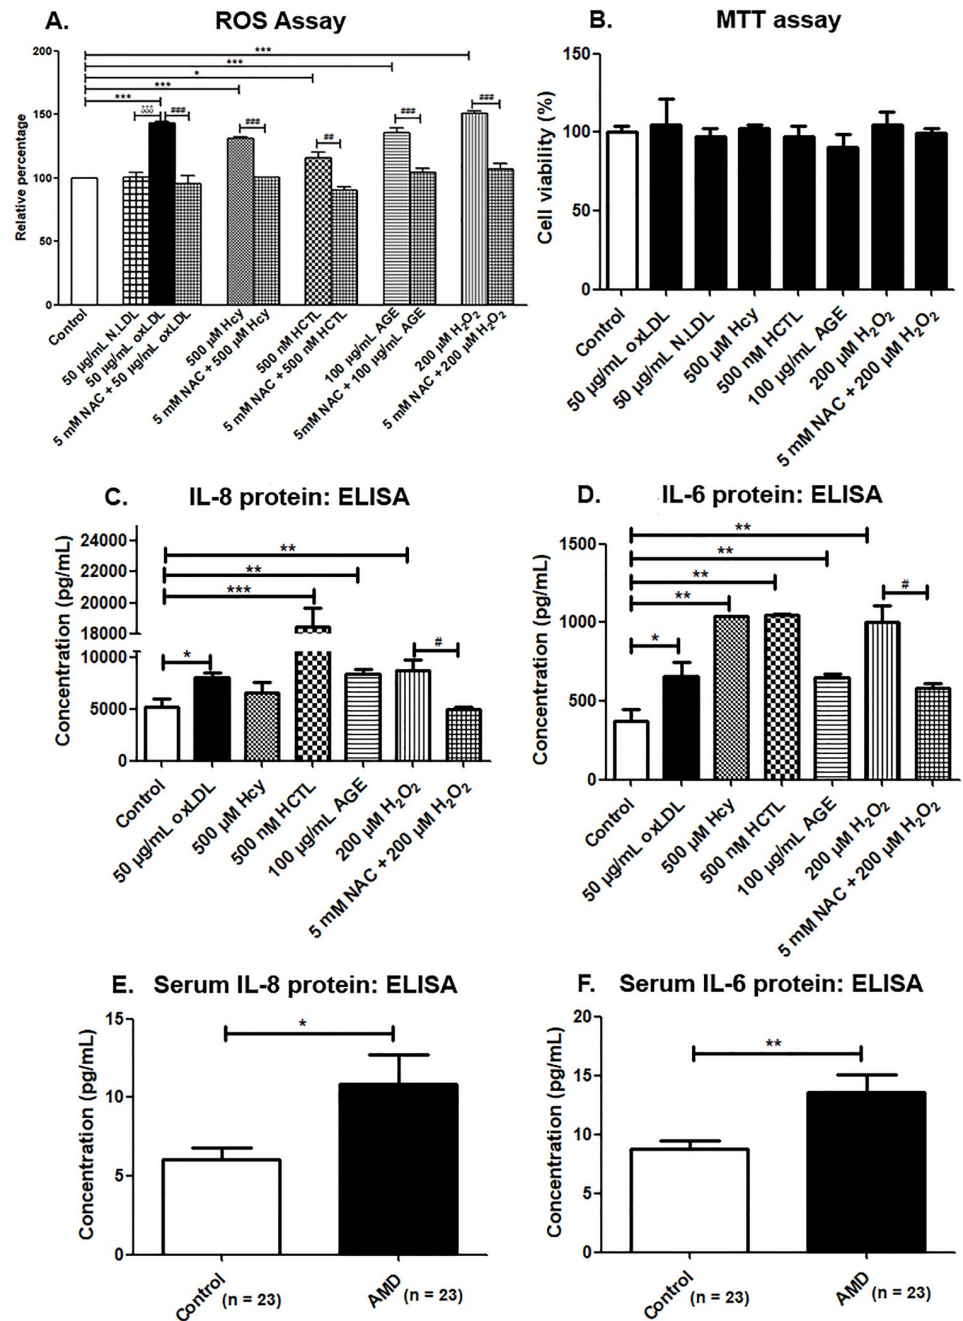 A. ROS Assay
Relative percentage
200
150
100
50
0
***
***
*
***
***
§§§
###
###
##
###
###
Control
50 µg/mL N.LDL
50 µg/mL oxLDL
5 mM NAC + 50 µg/mL oxLDL
500 µM Hcy
5 mM NAC + 500 µM Hcy
500 nM HCTL
5 mM NAC + 500 nM HCTL
100 µg/mL AGE
5mM NAC + 100 µg/mL AGE
200 µM H₂O₂
5 mM NAC + 200 µM H₂O₂
B. MTT assay
Cell viability (%)
150
100
50
0
Control
50 µg/mL oxLDL
50 µg/mL N.LDL
500 µM Hcy
500 nM HCTL
100 µg/mL AGE
200 µM H₂O₂
5 mM NAC + 200 µM H₂O₂
C. IL-8 protein: ELISA
Concentration (pg/mL)
24000
22000
20000
18000
10000
5000
0
**
**
***
*
#
Control
50 µg/mL oxLDL
500 µM Hcy
500 nM HCTL
100 µg/mL AGE
200 µM H₂O₂
5 mM NAC + 200 µM H₂O₂
D. IL-6 protein: ELISA
Concentration (pg/mL)
1500
1000
500
0
**
**
**
**
*
#
Control
50 µg/mL oxLDL
500 µM Hcy
500 nM HCTL
100 µg/mL AGE
200 µM H₂O₂
5 mM NAC + 200 µM H₂O₂
E. Serum IL-8 protein: ELISA
Concentration (pg/mL)
15
10
5
0
*
Control
(n = 23)
AMD
(n = 23)
F. Serum IL-6 protein: ELISA
Concentration (pg/mL)
20
15
10
5
0
**
Control
(n = 23)
AMD
(n = 23)